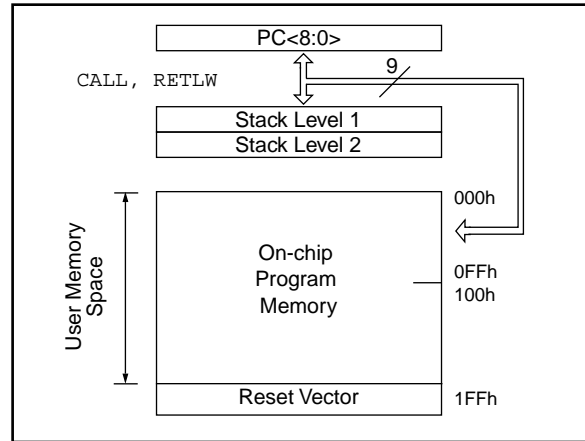 PC<8:0>
9
CALL, RETLW
Stack Level 1
Stack Level 2
000h
User Memory
Space
On-chip
Program
Memory
0FFh
100h
Reset Vector
1FFh